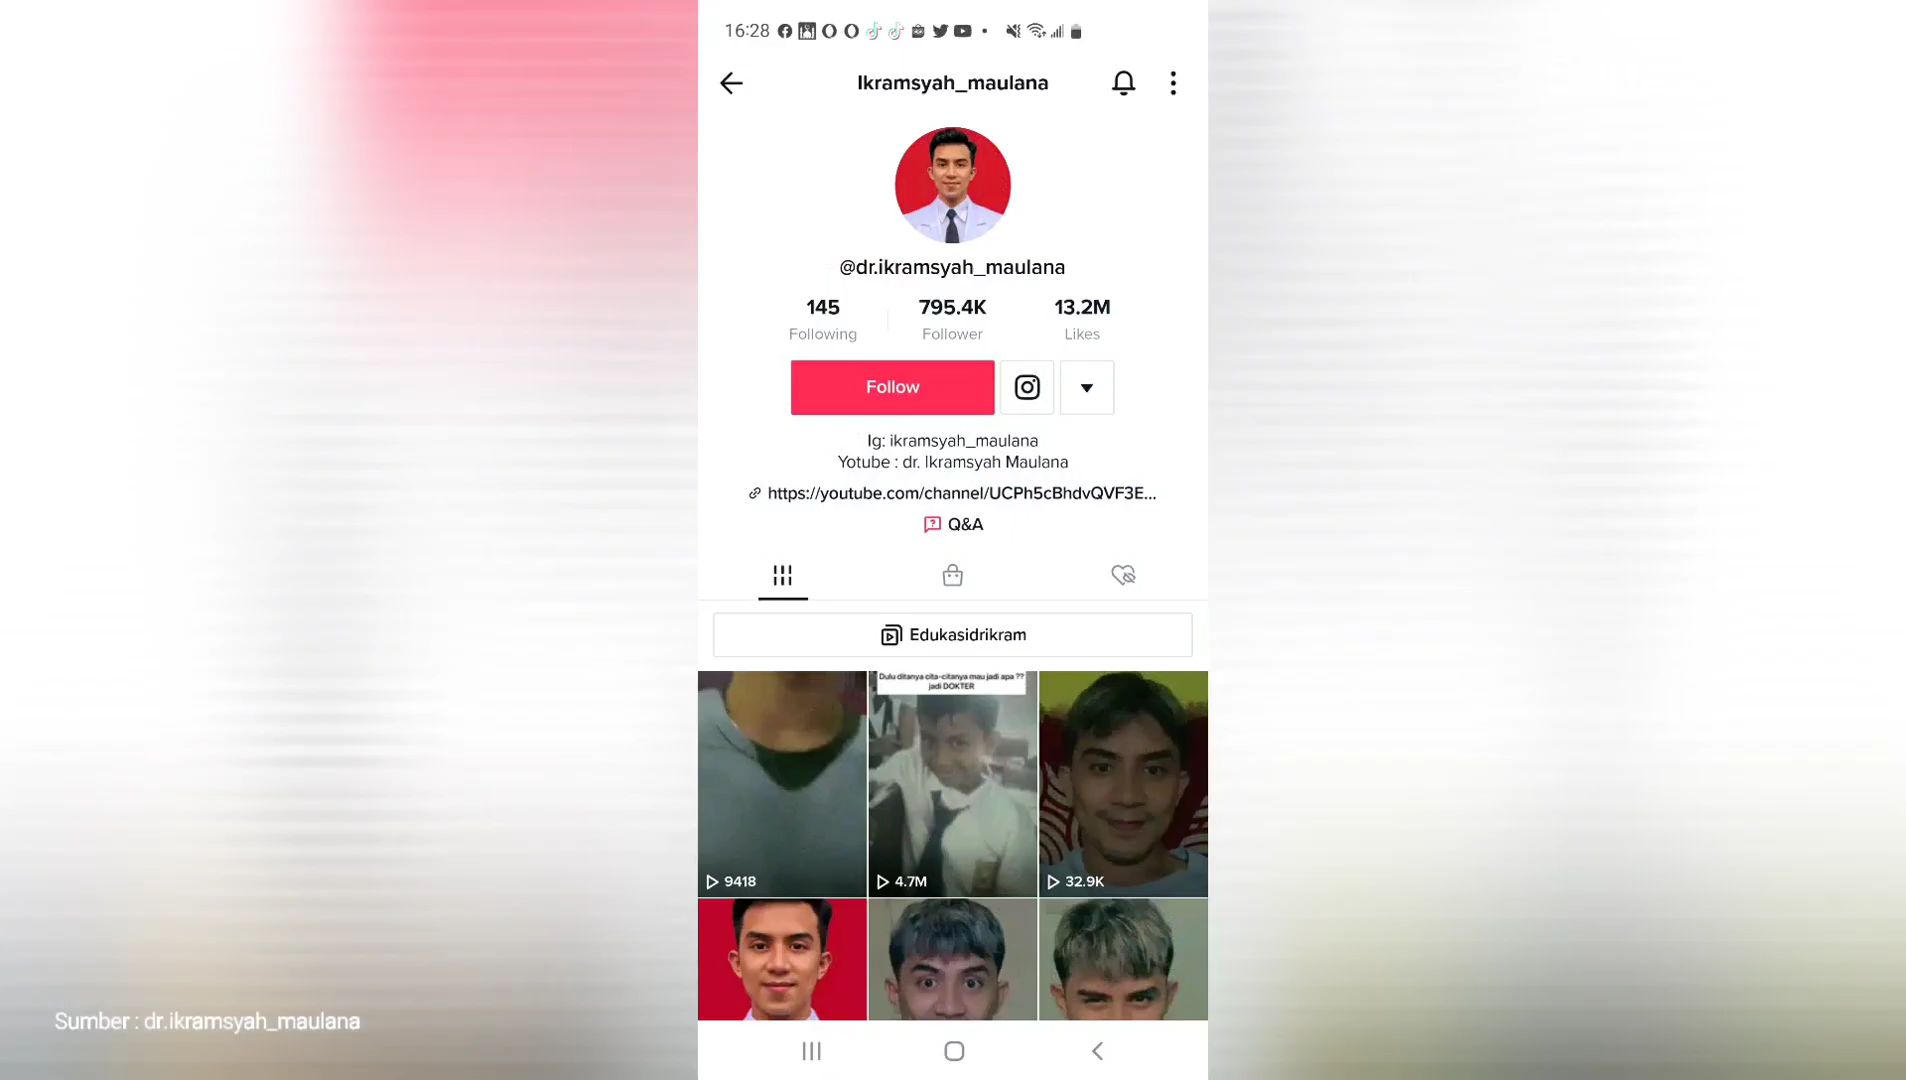 16:28
Ikramsyah_maulana
@dr.ikramsyah_maulana
145
Following
795.4K
Follower
13.2M
Likes
Follow
Ig: ikramsyah_maulana
Yotube : dr. Ikramsyah Maulana
https://youtube.com/channel/UCPh5cBhdvQVF3E...
Q&A
Edukasidrikram
Dulu ditanya cita-citanya mau jadi apa ??
jadi DOKTER
9418
4.7M
32.9K
Sumber : dr.ikramsyah_maulana